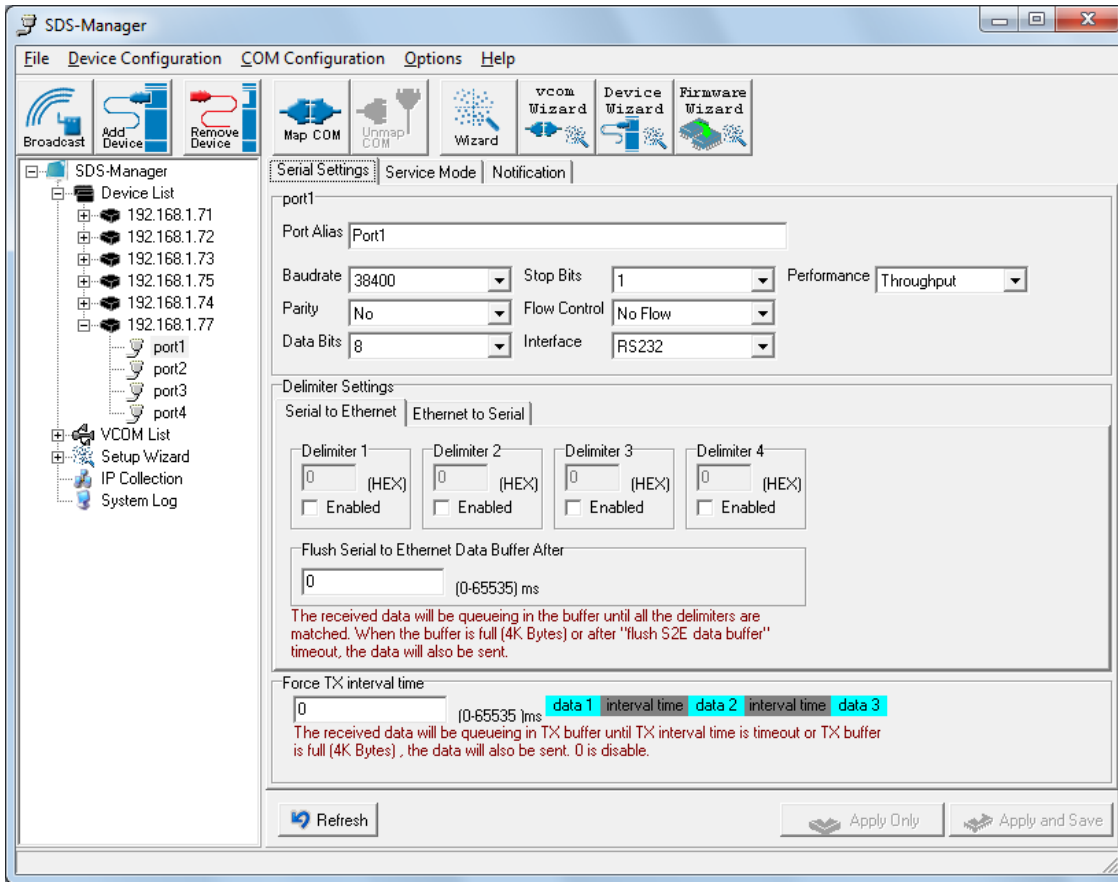 SDS-Manager
File Device Configuration COM Configuration Options Help
Broadcast
Add Device
Remove Device
Map COM
Unmap COM
Wizard
vcom Wizard
Device Wizard
Firmware Wizard
SDS-Manager
Device List
192.168.1.71
192.168.1.72
192.168.1.73
192.168.1.75
192.168.1.74
192.168.1.77
port1
port2
port3
port4
VCOM List
Setup Wizard
IP Collection
System Log
Serial Settings Service Mode Notification
port1
Port Alias Port1
Baudrate 38400 Stop Bits 1 Performance Throughput
Parity No Flow Control No Flow
Data Bits 8 Interface RS232
Delimiter Settings
Serial to Ethernet Ethernet to Serial
Delimiter 1 Delimiter 2 Delimiter 3 Delimiter 4
0 (HEX) 0 (HEX) 0 (HEX) 0 (HEX)
Enabled Enabled Enabled Enabled
Flush Serial to Ethernet Data Buffer After
0 (0-65535) ms
The received data will be queueing in the buffer until all the delimiters are
matched. When the buffer is full (4K Bytes) or after "flush S2E data buffer"
timeout, the data will also be sent.
Force TX interval time
0 (0-65535 )ms data 1 interval time data 2 interval time data 3
The received data will be queueing in TX buffer until TX interval time is timeout or TX buffer
is full (4K Bytes) , the data will also be sent. 0 is disable.
Refresh Apply Only Apply and Save